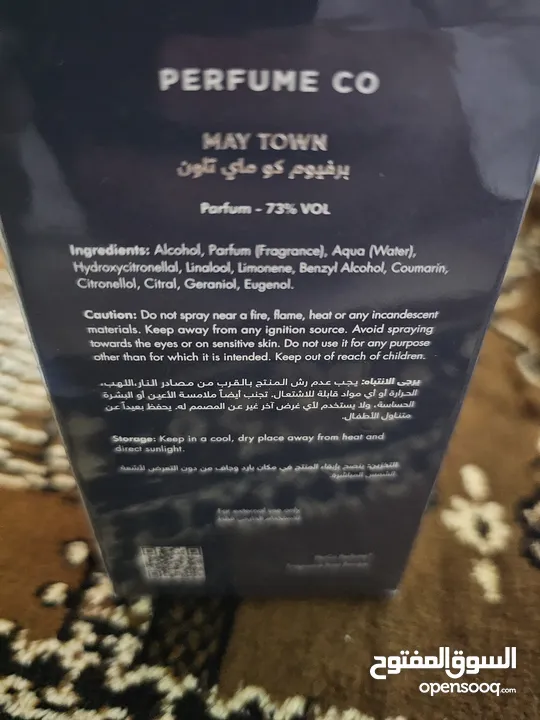 PERFUME CO
MAY TOWN
برفيوم كو ماي تاون
Parfum - 73% VOL
Ingredients: Alcohol, Parfum (Fragrance), Aqua (Water),
Hydroxycitronellal, Linalool, Limonene, Benzyl Alcohol, Coumarin,
Citronellol, Citral, Geraniol, Eugenol.
Caution: Do not spray near a fire, flame, heat or any incandescent
materials. Keep away from any ignition source. Avoid spraying
towards the eyes or on sensitive skin. Do not use it for any purpose
other than for which it is intended. Keep out of reach of children.
يرجى الانتباه: يجب عدم رش المنتج بالقرب من مصادر النار،اللهب،
الحرارة أو أي مواد قابلة للاشتعال. تجنب أيضاً ملامسة الأعين أو البشرة
الحساسة، ولا يستخدم لأي غرض آخر غير عن المصمم له. يحفظ بعيداً عن
متناول الأطفال.
Storage: Keep in a cool, dry place away from heat and
direct sunlight.
التخزين: ينصح بإبقاء المنتج في مكان بارد وجاف من دون التعرض لأشعة
الشمس المباشرة.
For external use only
السوق المفتوح
opensooq.com